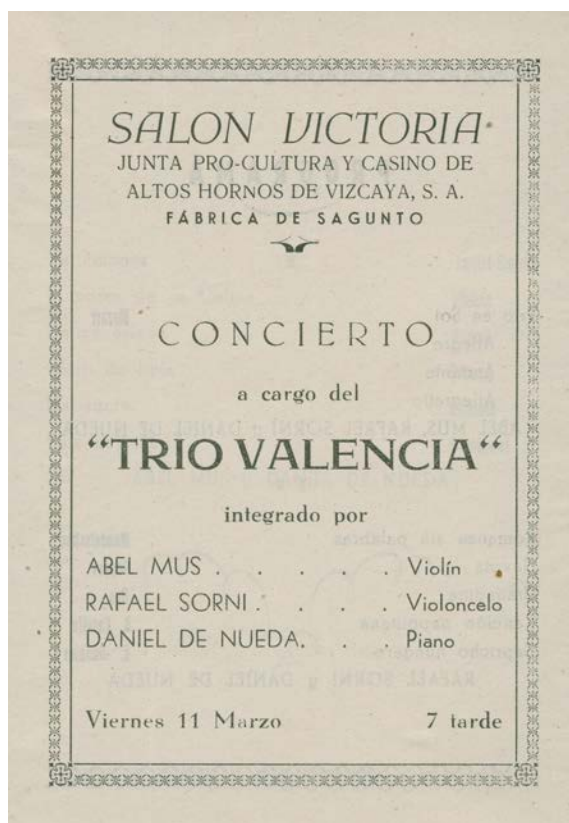 SALON VICTORIA
JUNTA PRO-CULTURA Y CASINO DE
ALTOS HORNOS DE VIZCAYA, S. A.
FÁBRICA DE SAGUNTO
CONCIERTO
a cargo del
“TRIO VALENCIA“
integrado por
ABEL MUS . . . . . Violín
RAFAEL SORNI . . . . Violoncelo
DANIEL DE NUEDA. . . Piano
Viernes 11 Marzo 7 tarde